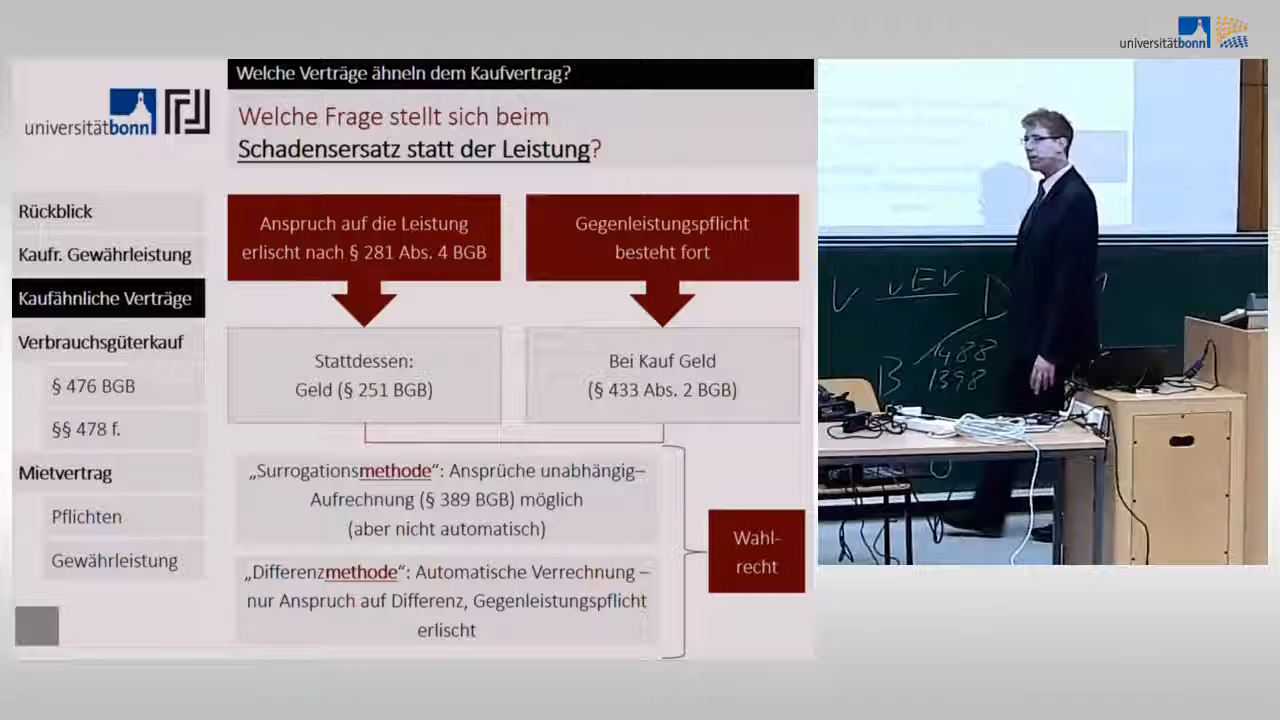 universitätbonn
Welche Verträge ähneln dem Kaufvertrag?
universitätbonn
Welche Frage stellt sich beim
Schadensersatz statt der Leistung?
Rückblick
Kaufr. Gewährleistung
Kaufähnliche Verträge
Verbrauchsgüterkauf
§ 476 BGB
§§ 478 f.
Mietvertrag
Pflichten
Gewährleistung
Anspruch auf die Leistung
erlischt nach § 281 Abs. 4 BGB
Gegenleistungspflicht
besteht fort
Stattdessen:
Geld (§ 251 BGB)
Bei Kauf Geld
(§ 433 Abs. 2 BGB)
„Surrogationsmethode“: Ansprüche unabhängig–
Aufrechnung (§ 389 BGB) möglich
(aber nicht automatisch)
„Differenzmethode“: Automatische Verrechnung –
nur Anspruch auf Differenz, Gegenleistungspflicht
erlischt
Wahl-
recht
V vEV D
1488
B 1398